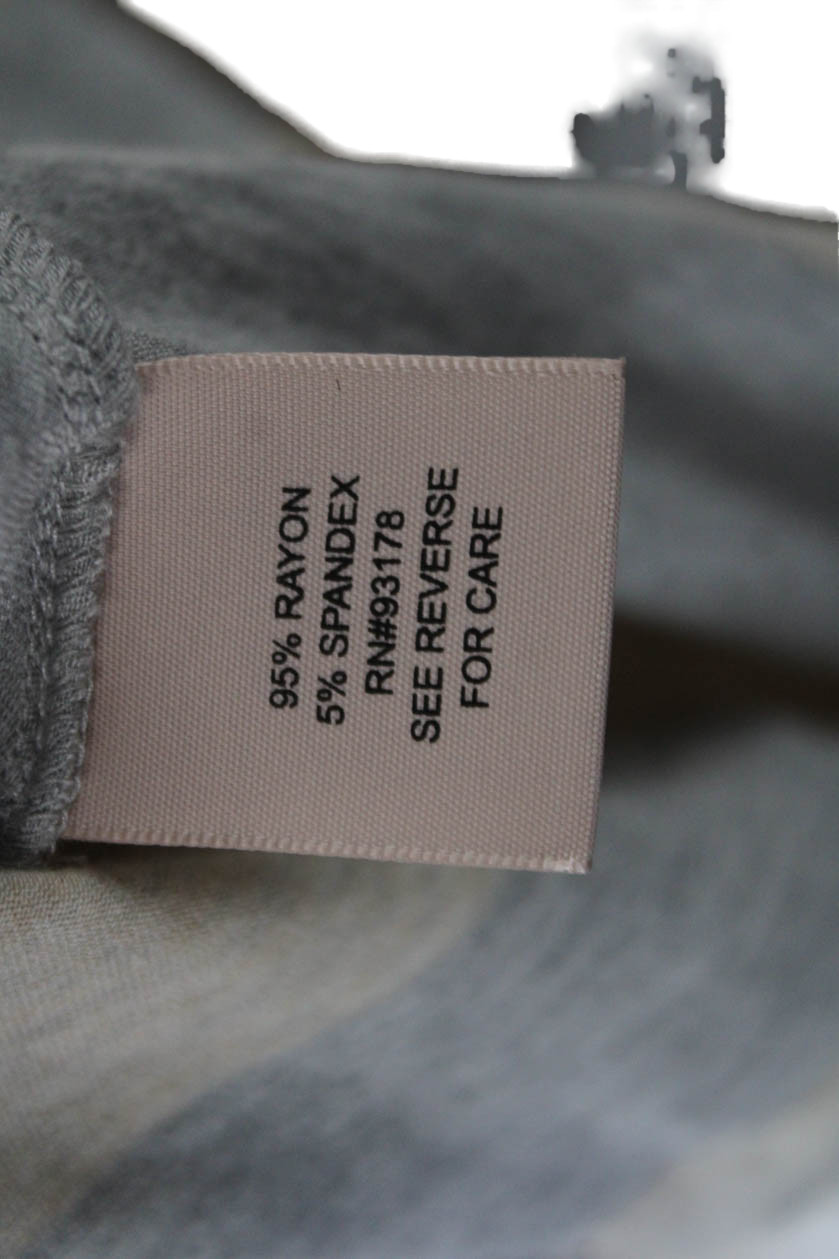 95% RAYON
5% SPANDEX
RN#93178
SEE REVERSE
FOR CARE